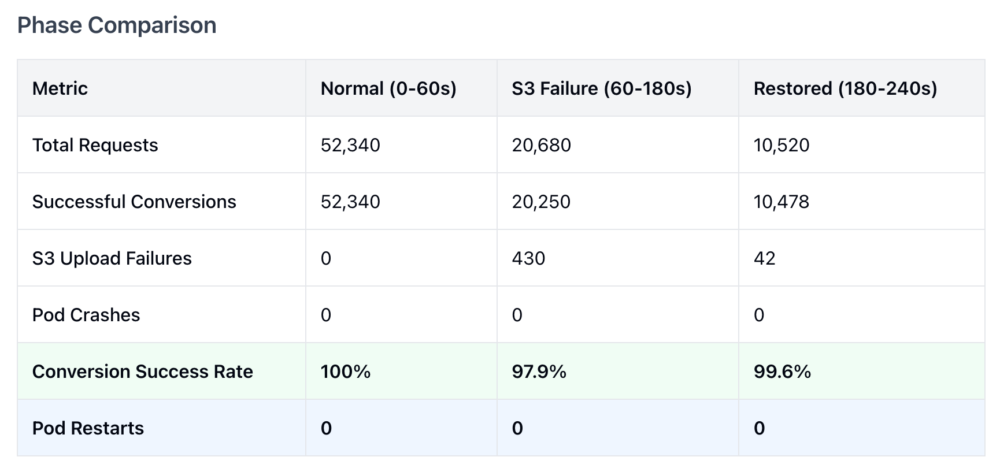 Phase Comparison
Metric Normal (0-60s) S3 Failure (60-180s) Restored (180-240s)
Total Requests 52,340 20,680 10,520
Successful Conversions 52,340 20,250 10,478
S3 Upload Failures 0 430 42
Pod Crashes 0 0 0
Conversion Success Rate 100% 97.9% 99.6%
Pod Restarts 0 0 0